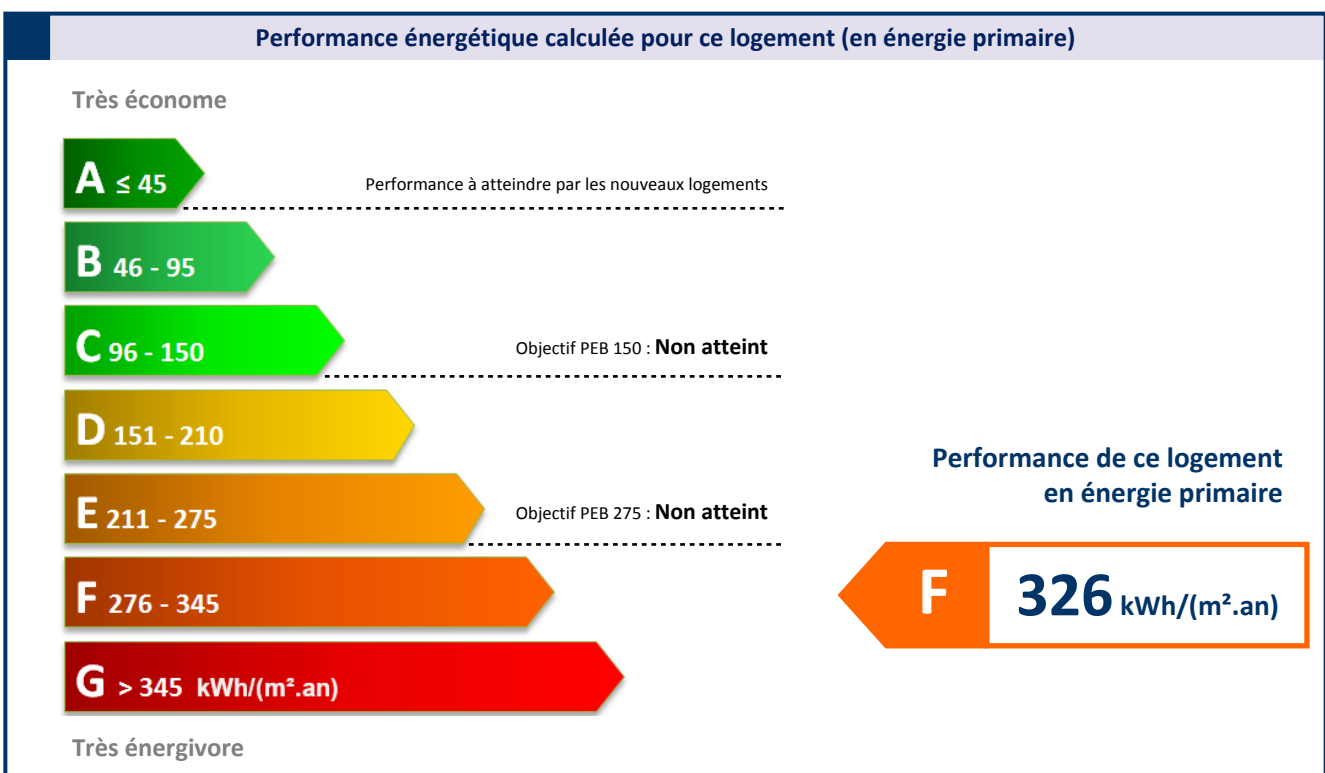 Performance énergétique calculée pour ce logement (en énergie primaire)
Très économe
A ≤ 45
Performance à atteindre par les nouveaux logements
B 46 - 95
C 96 - 150
Objectif PEB 150 : Non atteint
D 151 - 210
E 211 - 275
Objectif PEB 275 : Non atteint
F 276 - 345
G > 345 kWh/(m².an)
Très énergivore
Performance de ce logement
en énergie primaire
F 326 kWh/(m².an)